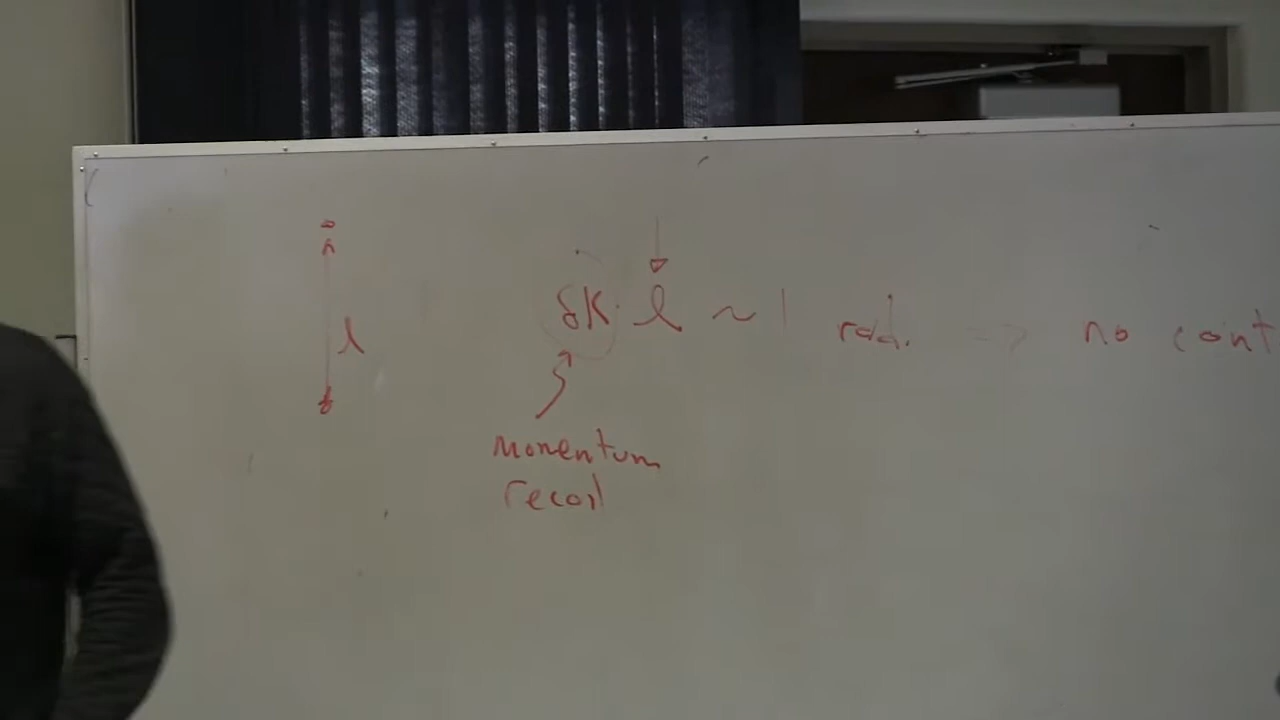 l
δK · l ~ 1 rad. → no cont
momentum
recoil